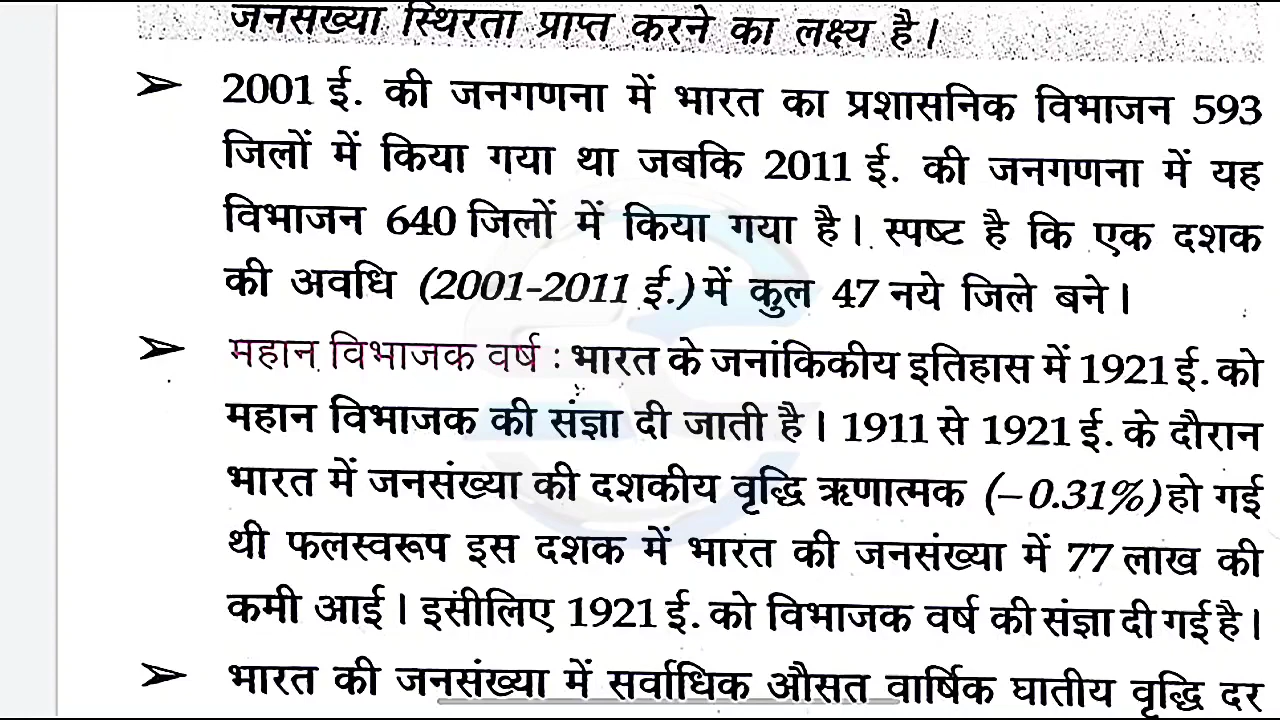 जनसंख्या स्थिरता प्राप्त करने का लक्ष्य है।
➢ 2001 ई. की जनगणना में भारत का प्रशासनिक विभाजन 593
जिलों में किया गया था जबकि 2011 ई. की जनगणना में यह
विभाजन 640 जिलों में किया गया है। स्पष्ट है कि एक दशक
की अवधि (2001-2011 ई.) में कुल 47 नये जिले बने।
➢ महान विभाजक वर्ष : भारत के जनांकिकीय इतिहास में 1921 ई. को
महान विभाजक की संज्ञा दी जाती है। 1911 से 1921 ई. के दौरान
भारत में जनसंख्या की दशकीय वृद्धि ऋणात्मक (–0.31%) हो गई
थी फलस्वरूप इस दशक में भारत की जनसंख्या में 77 लाख की
कमी आई। इसीलिए 1921 ई. को विभाजक वर्ष की संज्ञा दी गई है।
➢ भारत की जनसंख्या में सर्वाधिक औसत वार्षिक घातीय वृद्धि दर